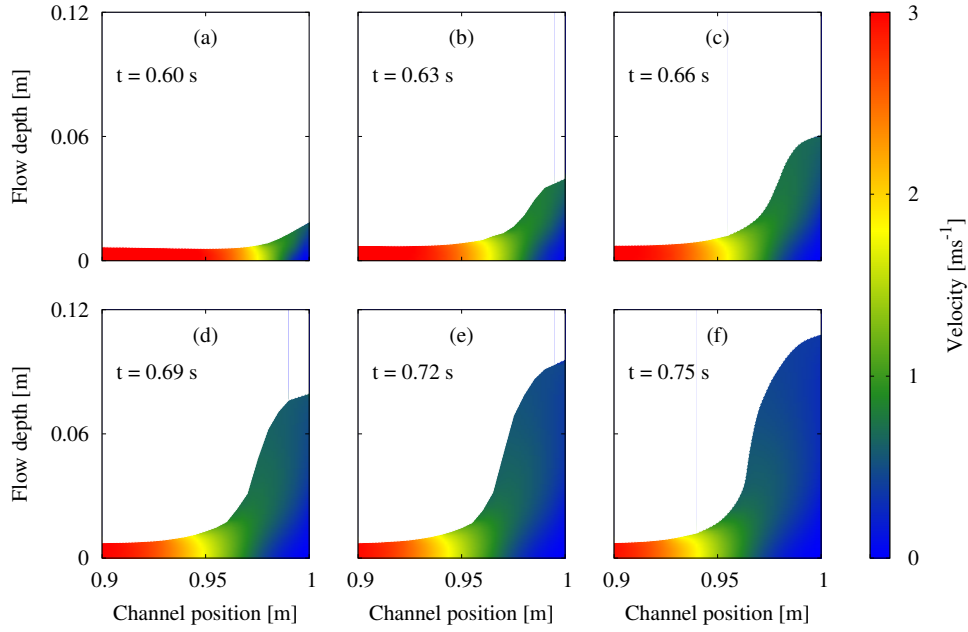 0.12
0.06
0
Flow depth [m]
(a)
t = 0.60 s
(b)
t = 0.63 s
(c)
t = 0.66 s
0.12
0.06
0
Flow depth [m]
(d)
t = 0.69 s
(e)
t = 0.72 s
(f)
t = 0.75 s
0.9 0.95 1
0.9 0.95 1
0.9 0.95 1
Channel position [m]
Channel position [m]
Channel position [m]
3
2
1
0
Velocity [ms⁻¹]